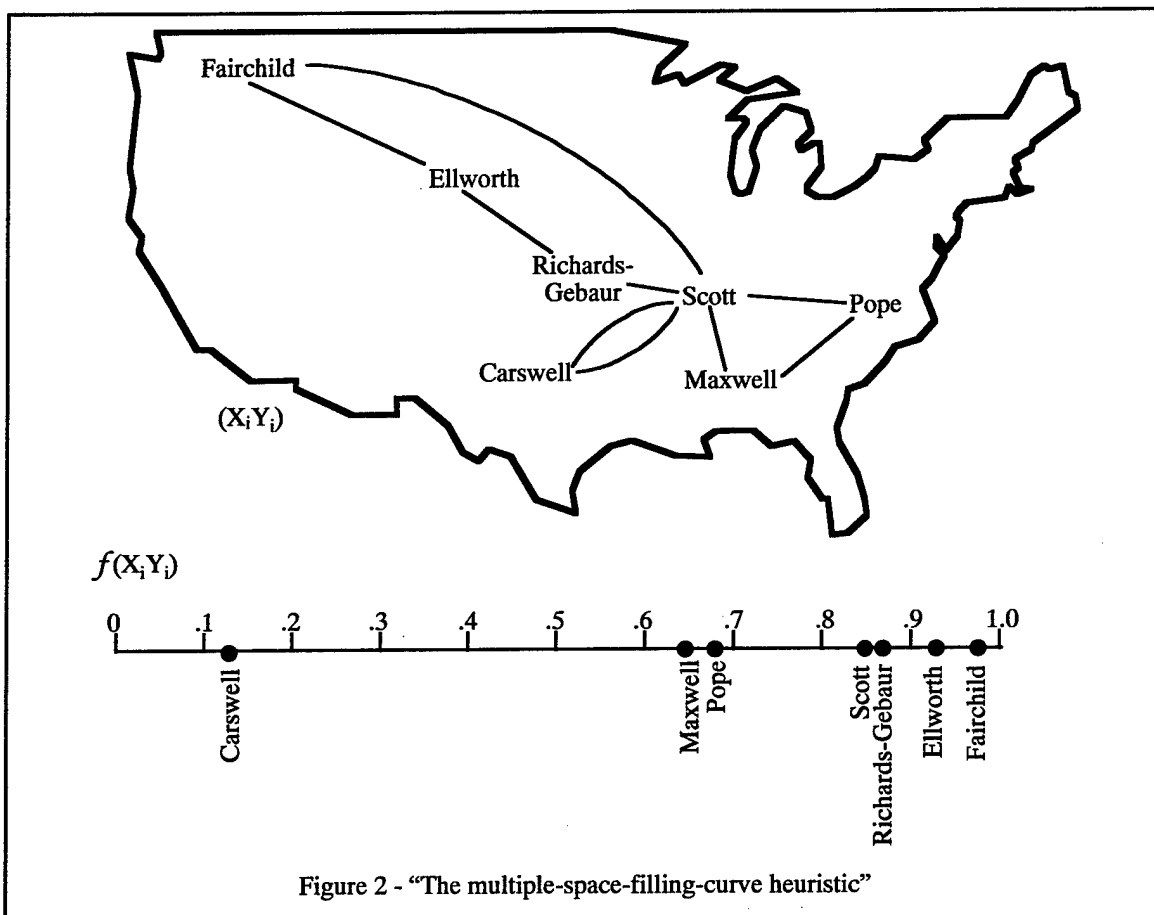 Fairchild
Ellworth
Richards-
Gebaur
Scott
Pope
Carswell
Maxwell
(XᵢYᵢ)
f(XᵢYᵢ)
0 .1 .2 .3 .4 .5 .6 .7 .8 .9 1.0
Carswell
Maxwell
Pope
Scott
Richards-Gebaur
Ellworth
Fairchild
Figure 2 - “The multiple-space-filling-curve heuristic”